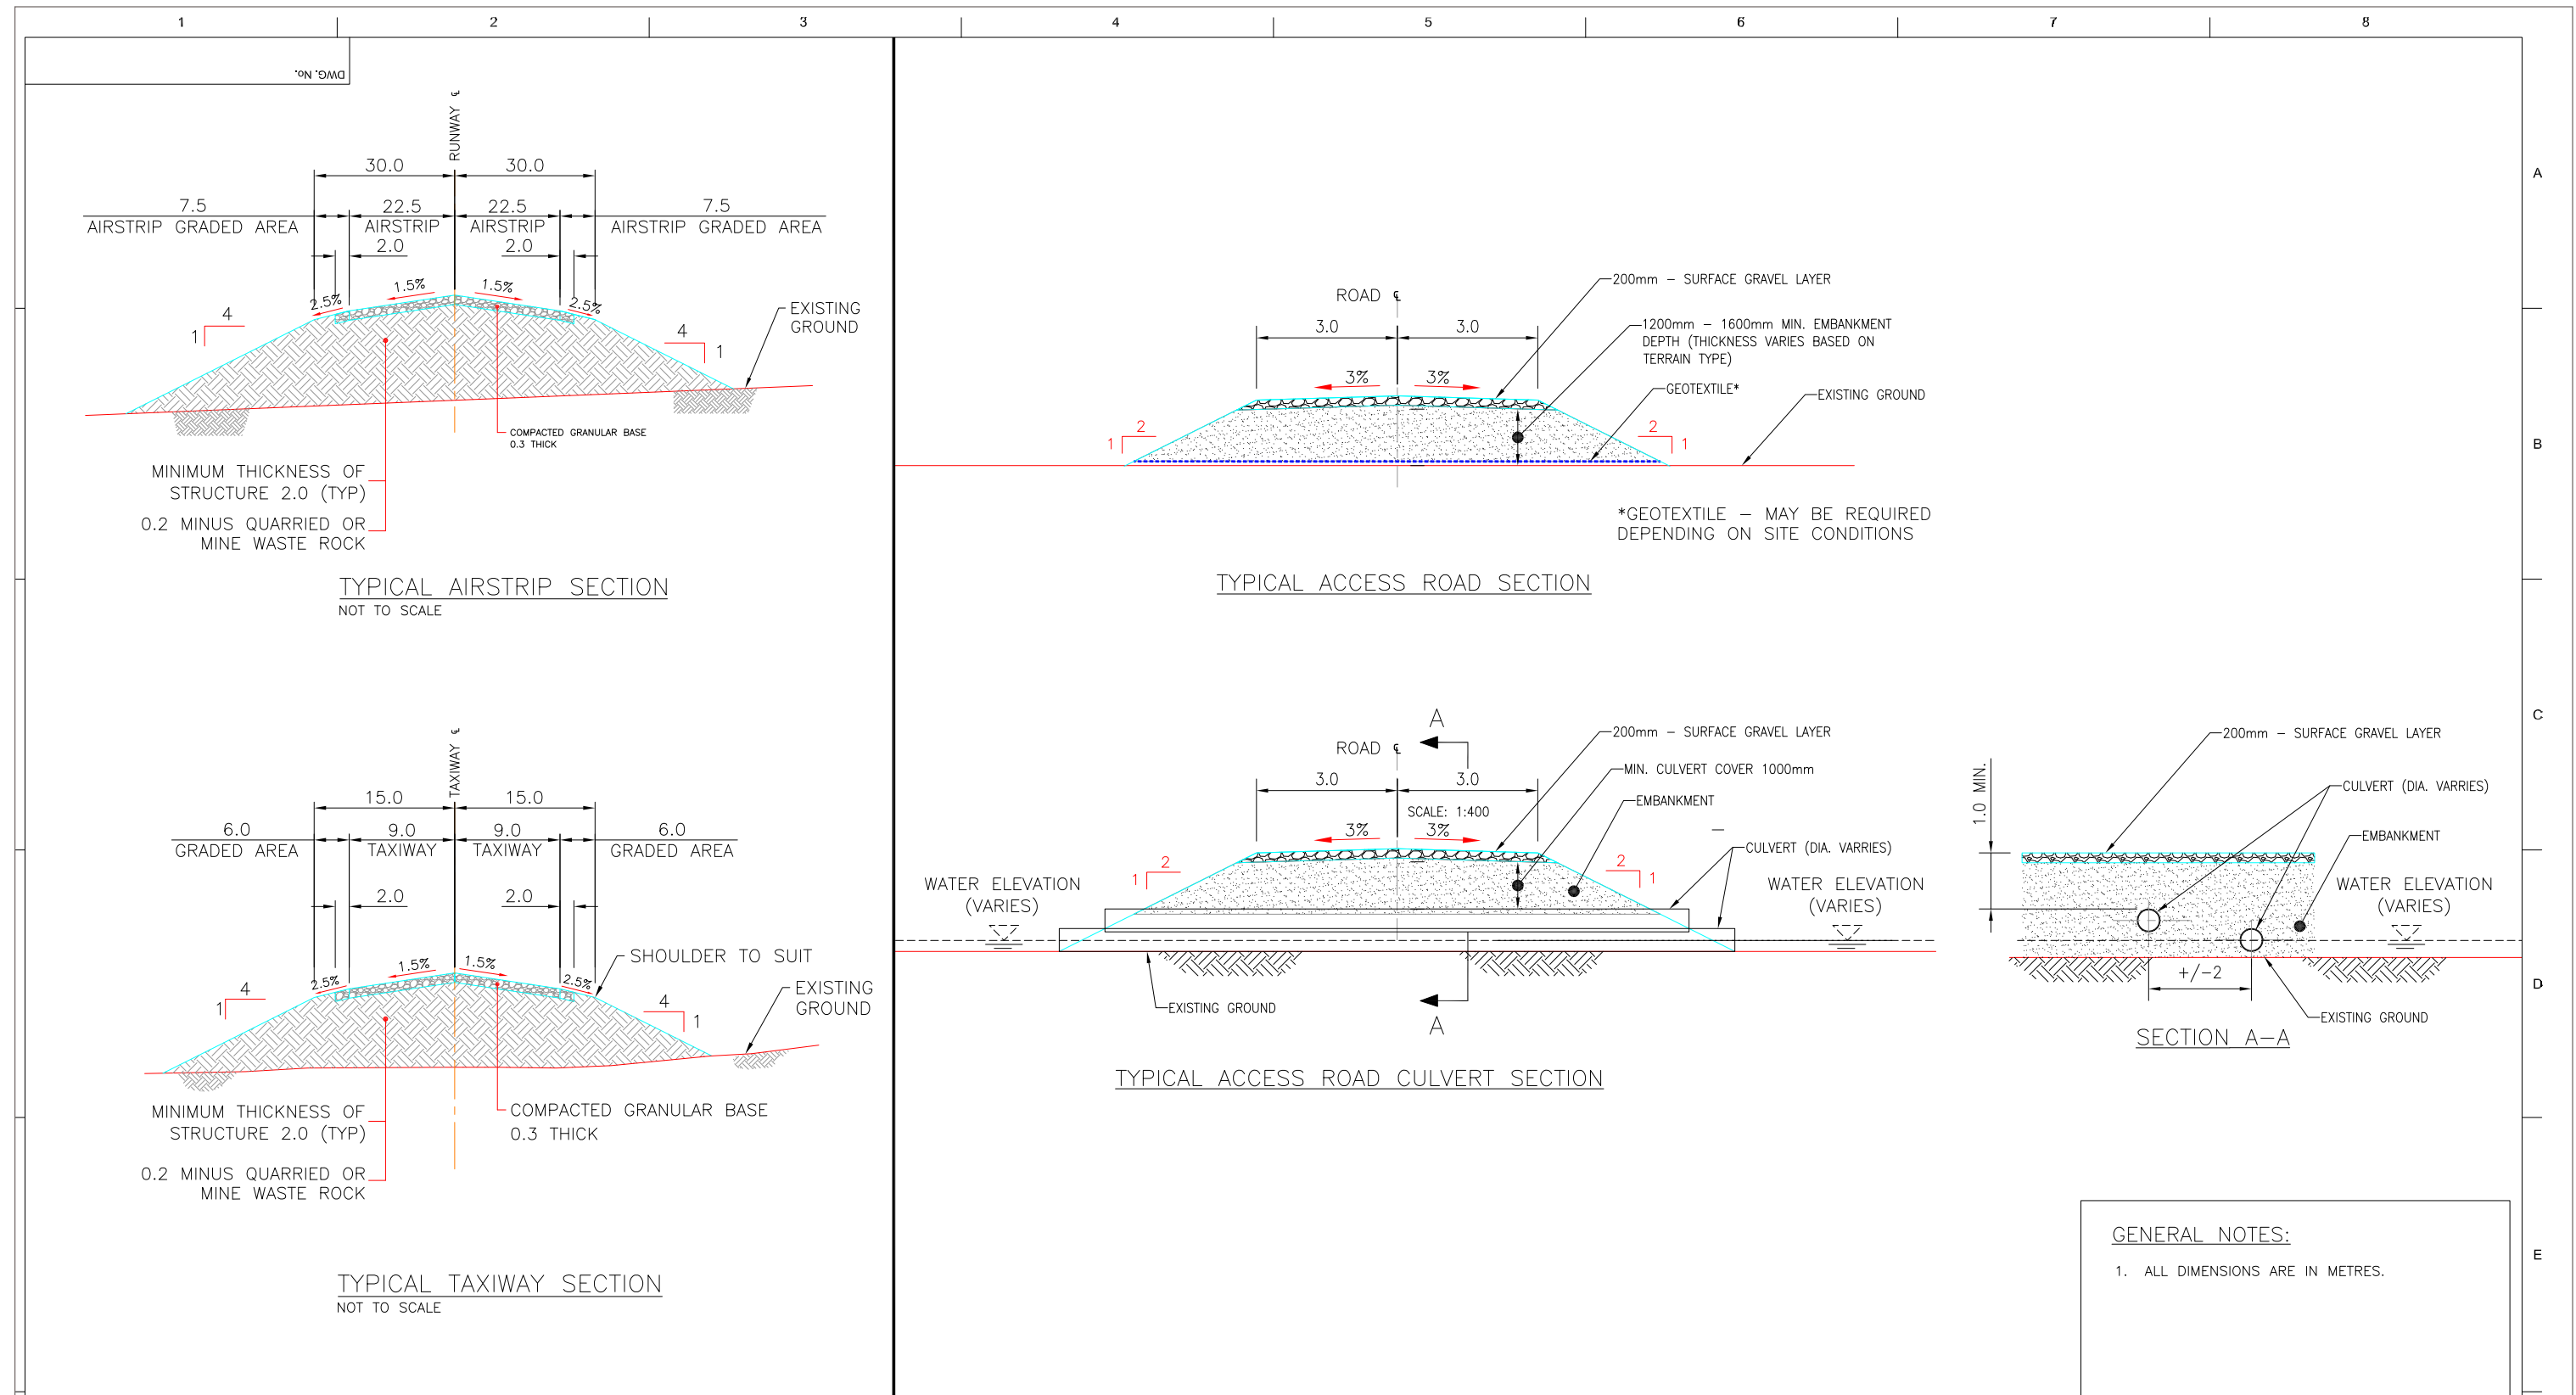 1 2 3 4 5 6 7 8
DWG. No.
A
B
C
D
E
RUNWAY ℄
30.0 30.0
7.5 22.5 22.5 7.5
AIRSTRIP GRADED AREA AIRSTRIP AIRSTRIP AIRSTRIP GRADED AREA
2.0 2.0
2.5% 1.5% 1.5% 2.5%
4
1
4
1
EXISTING
GROUND
COMPACTED GRANULAR BASE
0.3 THICK
MINIMUM THICKNESS OF
STRUCTURE 2.0 (TYP)
0.2 MINUS QUARRIED OR
MINE WASTE ROCK
TYPICAL AIRSTRIP SECTION
NOT TO SCALE
TAXIWAY ℄
15.0 15.0
6.0 9.0 9.0 6.0
GRADED AREA TAXIWAY TAXIWAY GRADED AREA
2.0 2.0
2.5% 1.5% 1.5% 2.5%
SHOULDER TO SUIT
4
1
4
1
EXISTING
GROUND
MINIMUM THICKNESS OF
STRUCTURE 2.0 (TYP)
COMPACTED GRANULAR BASE
0.3 THICK
0.2 MINUS QUARRIED OR
MINE WASTE ROCK
TYPICAL TAXIWAY SECTION
NOT TO SCALE
ROAD ℄
200mm – SURFACE GRAVEL LAYER
3.0 3.0
1200mm – 1600mm MIN. EMBANKMENT
DEPTH (THICKNESS VARIES BASED ON
TERRAIN TYPE)
3% 3%
GEOTEXTILE*
EXISTING GROUND
2
1
2
1
*GEOTEXTILE – MAY BE REQUIRED
DEPENDING ON SITE CONDITIONS
TYPICAL ACCESS ROAD SECTION
A
ROAD ℄
200mm – SURFACE GRAVEL LAYER
3.0 3.0
MIN. CULVERT COVER 1000mm
SCALE: 1:400
EMBANKMENT
3% 3%
CULVERT (DIA. VARRIES)
2
1
2
1
WATER ELEVATION
(VARIES)
WATER ELEVATION
(VARIES)
EXISTING GROUND
A
TYPICAL ACCESS ROAD CULVERT SECTION
200mm – SURFACE GRAVEL LAYER
1.0 MIN.
CULVERT (DIA. VARRIES)
EMBANKMENT
WATER ELEVATION
(VARIES)
+/-2
EXISTING GROUND
SECTION A-A
GENERAL NOTES:
1. ALL DIMENSIONS ARE IN METRES.